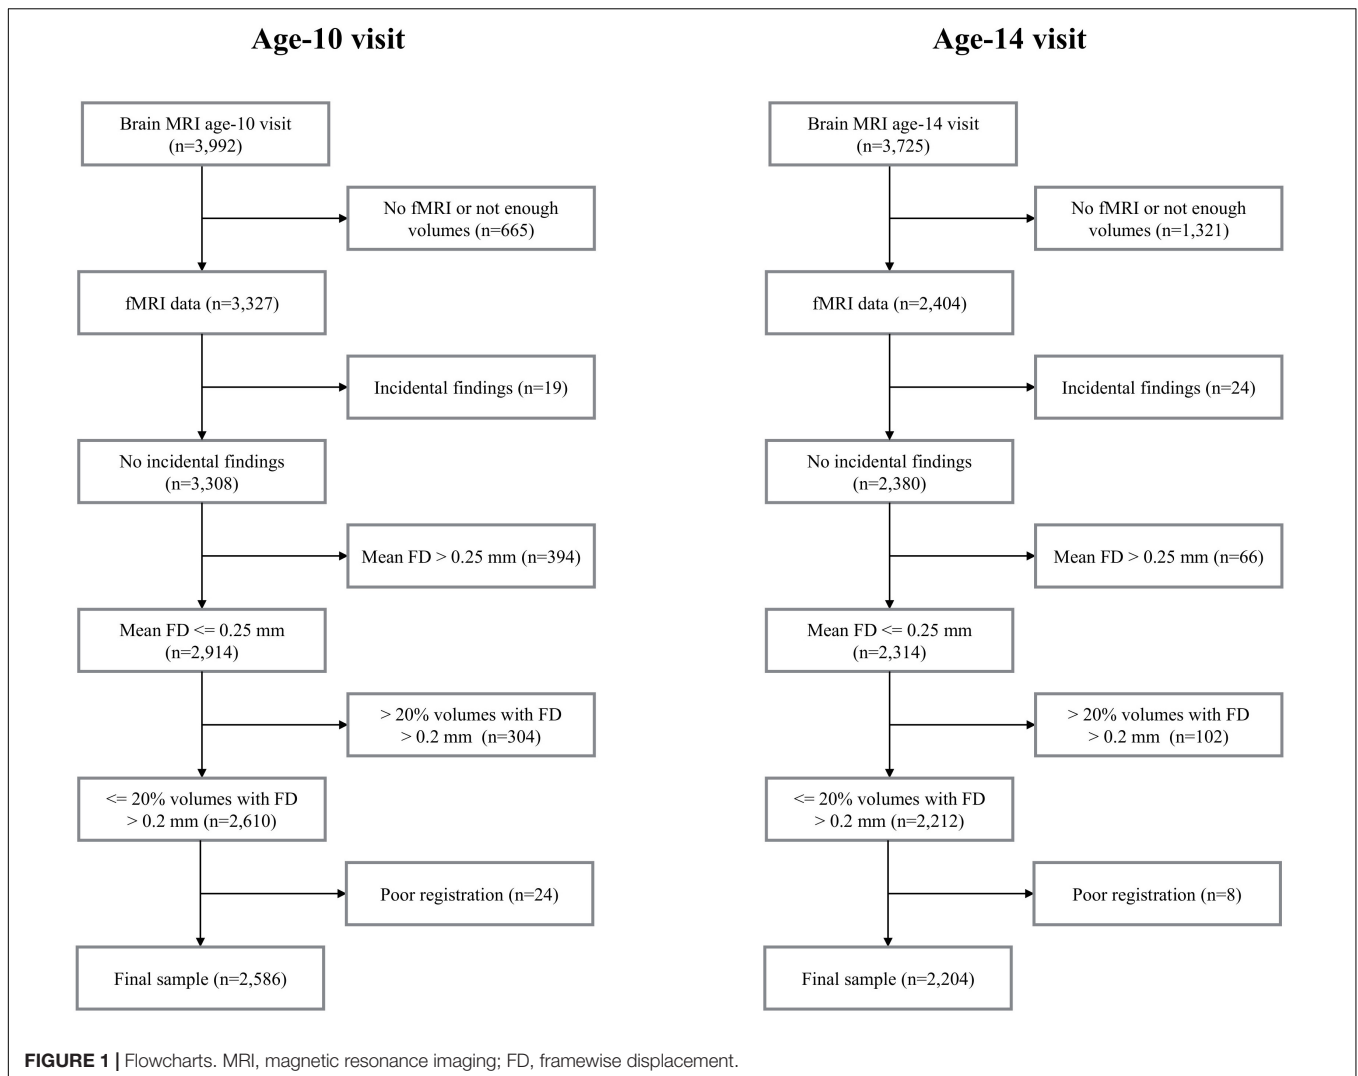 Age-10 visit
Brain MRI age-10 visit
(n=3,992)
No fMRI or not enough
volumes (n=665)
fMRI data (n=3,327)
Incidental findings (n=19)
No incidental findings
(n=3,308)
Mean FD > 0.25 mm (n=394)
Mean FD <= 0.25 mm
(n=2,914)
> 20% volumes with FD
> 0.2 mm (n=304)
<= 20% volumes with FD
> 0.2 mm (n=2,610)
Poor registration (n=24)
Final sample (n=2,586)
Age-14 visit
Brain MRI age-14 visit
(n=3,725)
No fMRI or not enough
volumes (n=1,321)
fMRI data (n=2,404)
Incidental findings (n=24)
No incidental findings
(n=2,380)
Mean FD > 0.25 mm (n=66)
Mean FD <= 0.25 mm
(n=2,314)
> 20% volumes with FD
> 0.2 mm (n=102)
<= 20% volumes with FD
> 0.2 mm (n=2,212)
Poor registration (n=8)
Final sample (n=2,204)
FIGURE 1 | Flowcharts. MRI, magnetic resonance imaging; FD, framewise displacement.